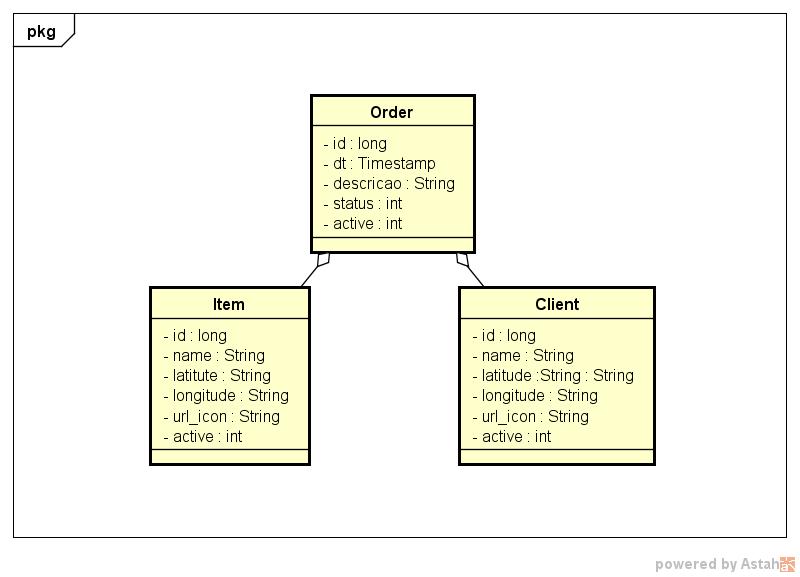 pkg
Order
- id : long
- dt : Timestamp
- descricao : String
- status : int
- active : int
Item
- id : long
- name : String
- latitute : String
- longitude : String
- url_icon : String
- active : int
Client
- id : long
- name : String
- latitude :String : String
- longitude : String
- url_icon : String
- active : int
powered by Astah